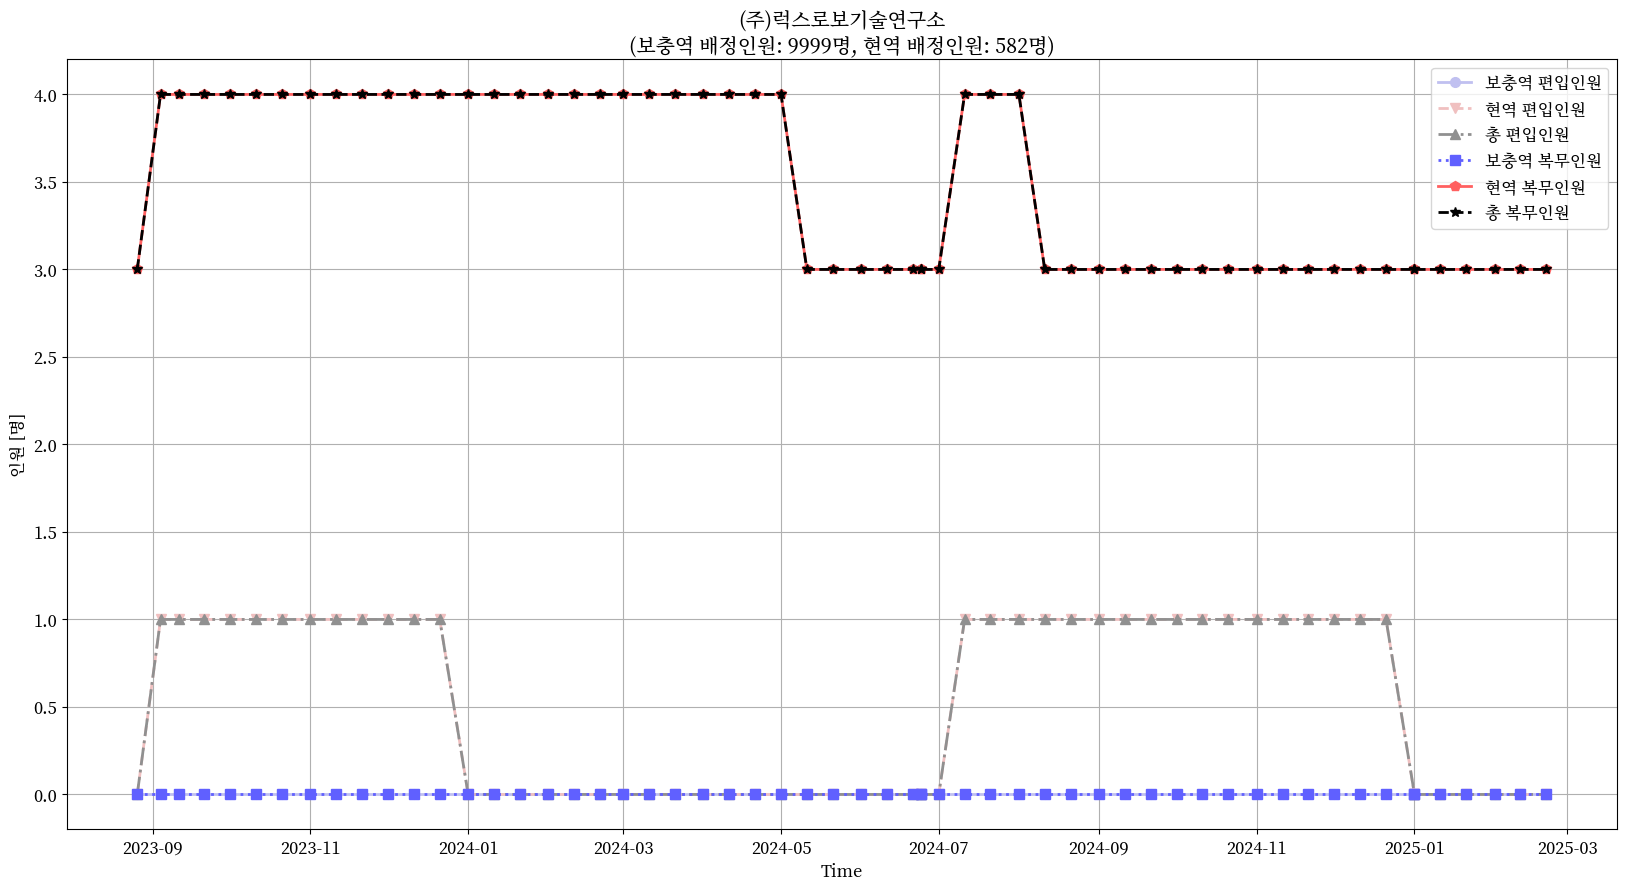 (주)럭스로보기술연구소
(보충역 배정인원: 9999명, 현역 배정인원: 582명)
보충역 편입인원
현역 편입인원
총 편입인원
보충역 복무인원
현역 복무인원
총 복무인원
인원 [명]
4.0
3.5
3.0
2.5
2.0
1.5
1.0
0.5
0.0
2023-09 2023-11 2024-01 2024-03 2024-05 2024-07 2024-09 2024-11 2025-01 2025-03
Time